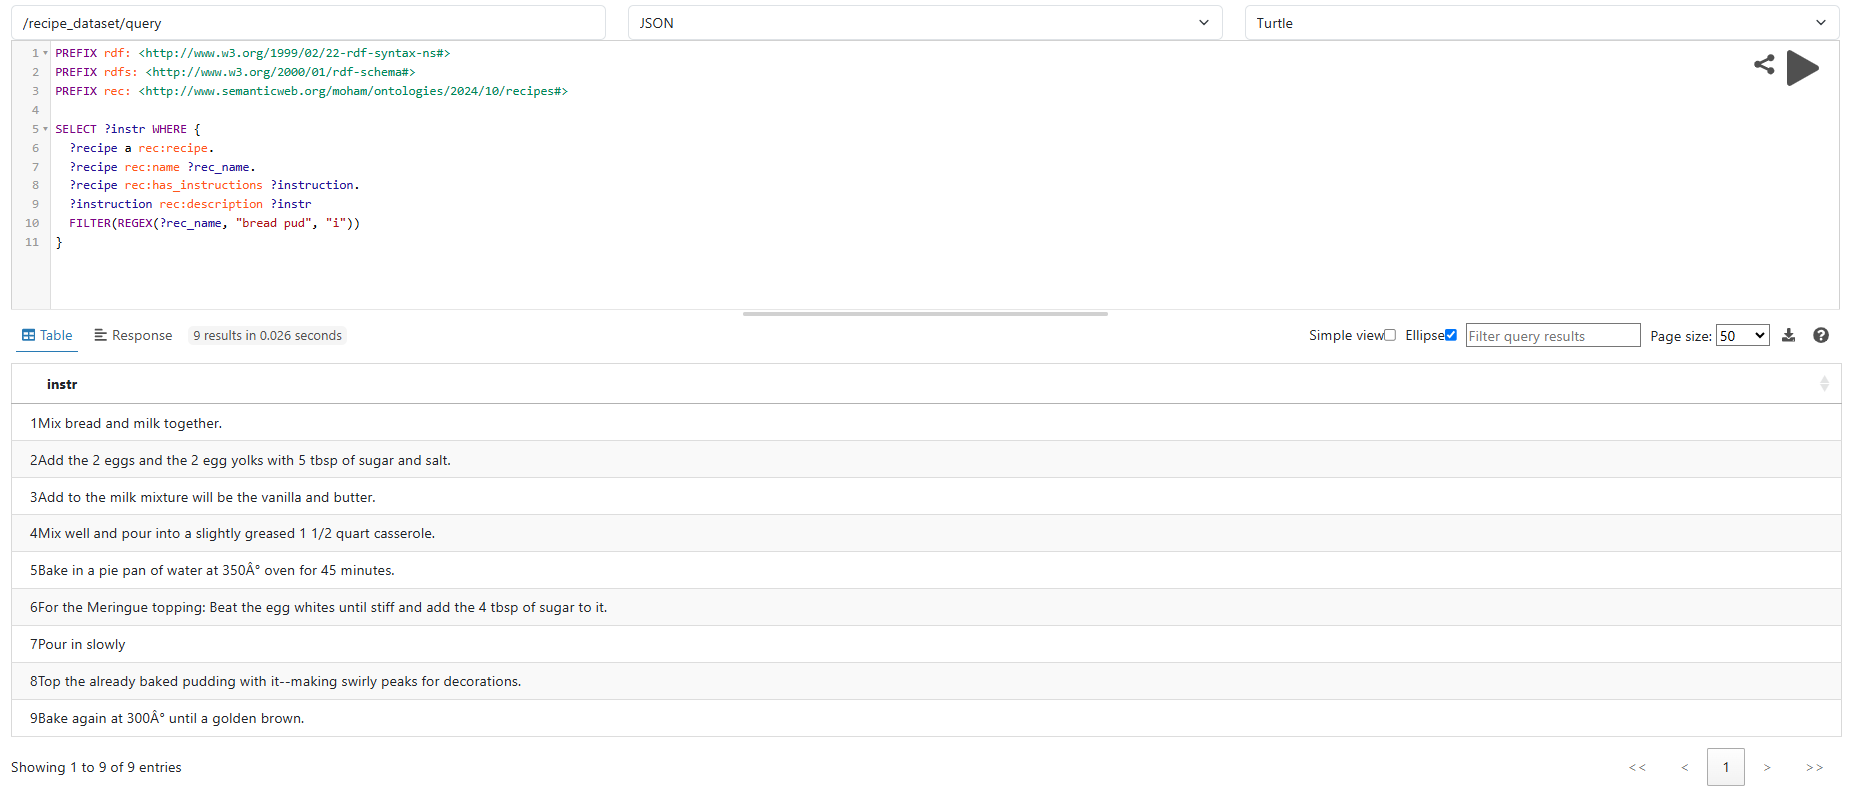 /recipe_dataset/query JSON Turtle
1 PREFIX rdf: <http://www.w3.org/1999/02/22-rdf-syntax-ns#>
2 PREFIX rdfs: <http://www.w3.org/2000/01/rdf-schema#>
3 PREFIX rec: <http://www.semanticweb.org/moham/ontologies/2024/10/recipes#>
4
5 SELECT ?instr WHERE {
6 ?recipe a rec:recipe.
7 ?recipe rec:name ?rec_name.
8 ?recipe rec:has_instructions ?instruction.
9 ?instruction rec:description ?instr
10 FILTER(REGEX(?rec_name, "bread pud", "i"))
11 }
Table Response 9 results in 0.026 seconds Simple view Ellipse Filter query results Page size: 50
instr
1Mix bread and milk together.
2Add the 2 eggs and the 2 egg yolks with 5 tbsp of sugar and salt.
3Add to the milk mixture will be the vanilla and butter.
4Mix well and pour into a slightly greased 1 1/2 quart casserole.
5Bake in a pie pan of water at 350Â° oven for 45 minutes.
6For the Meringue topping: Beat the egg whites until stiff and add the 4 tbsp of sugar to it.
7Pour in slowly
8Top the already baked pudding with it--making swirly peaks for decorations.
9Bake again at 300Â° until a golden brown.
Showing 1 to 9 of 9 entries << < 1 > >>